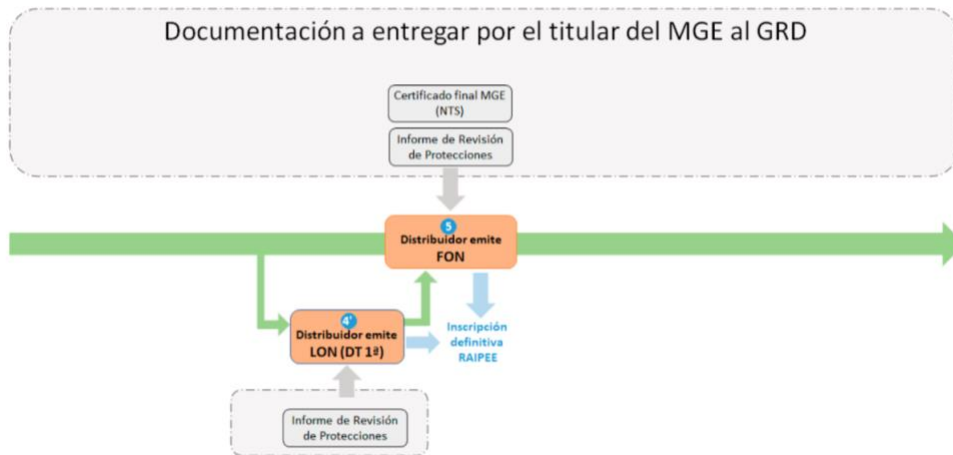 Documentación a entregar por el titular del MGE al GRD
Certificado final MGE
(NTS)
Informe de Revisión
de Protecciones
5
Distribuidor emite
FON
4'
Distribuidor emite
LON (DT 1ª)
Inscripción
definitiva
RAIPEE
Informe de Revisión
de Protecciones